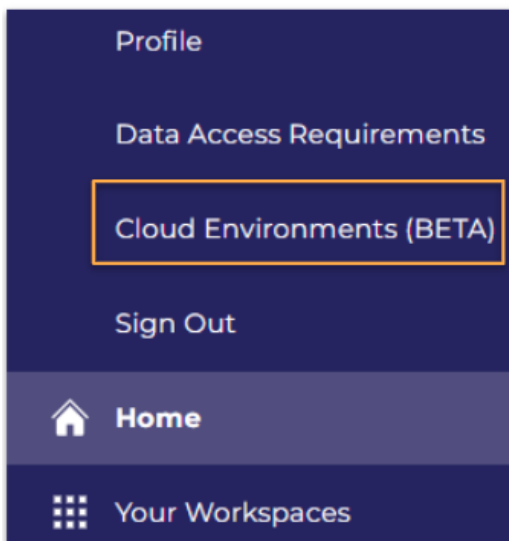 Profile
Data Access Requirements
Cloud Environments (BETA)
Sign Out
Home
Your Workspaces